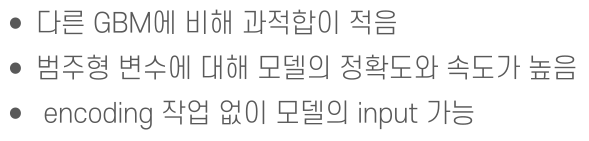 • 다른 GBM에 비해 과적합이 적음
• 범주형 변수에 대해 모델의 정확도와 속도가 높음
• encoding 작업 없이 모델의 input 가능